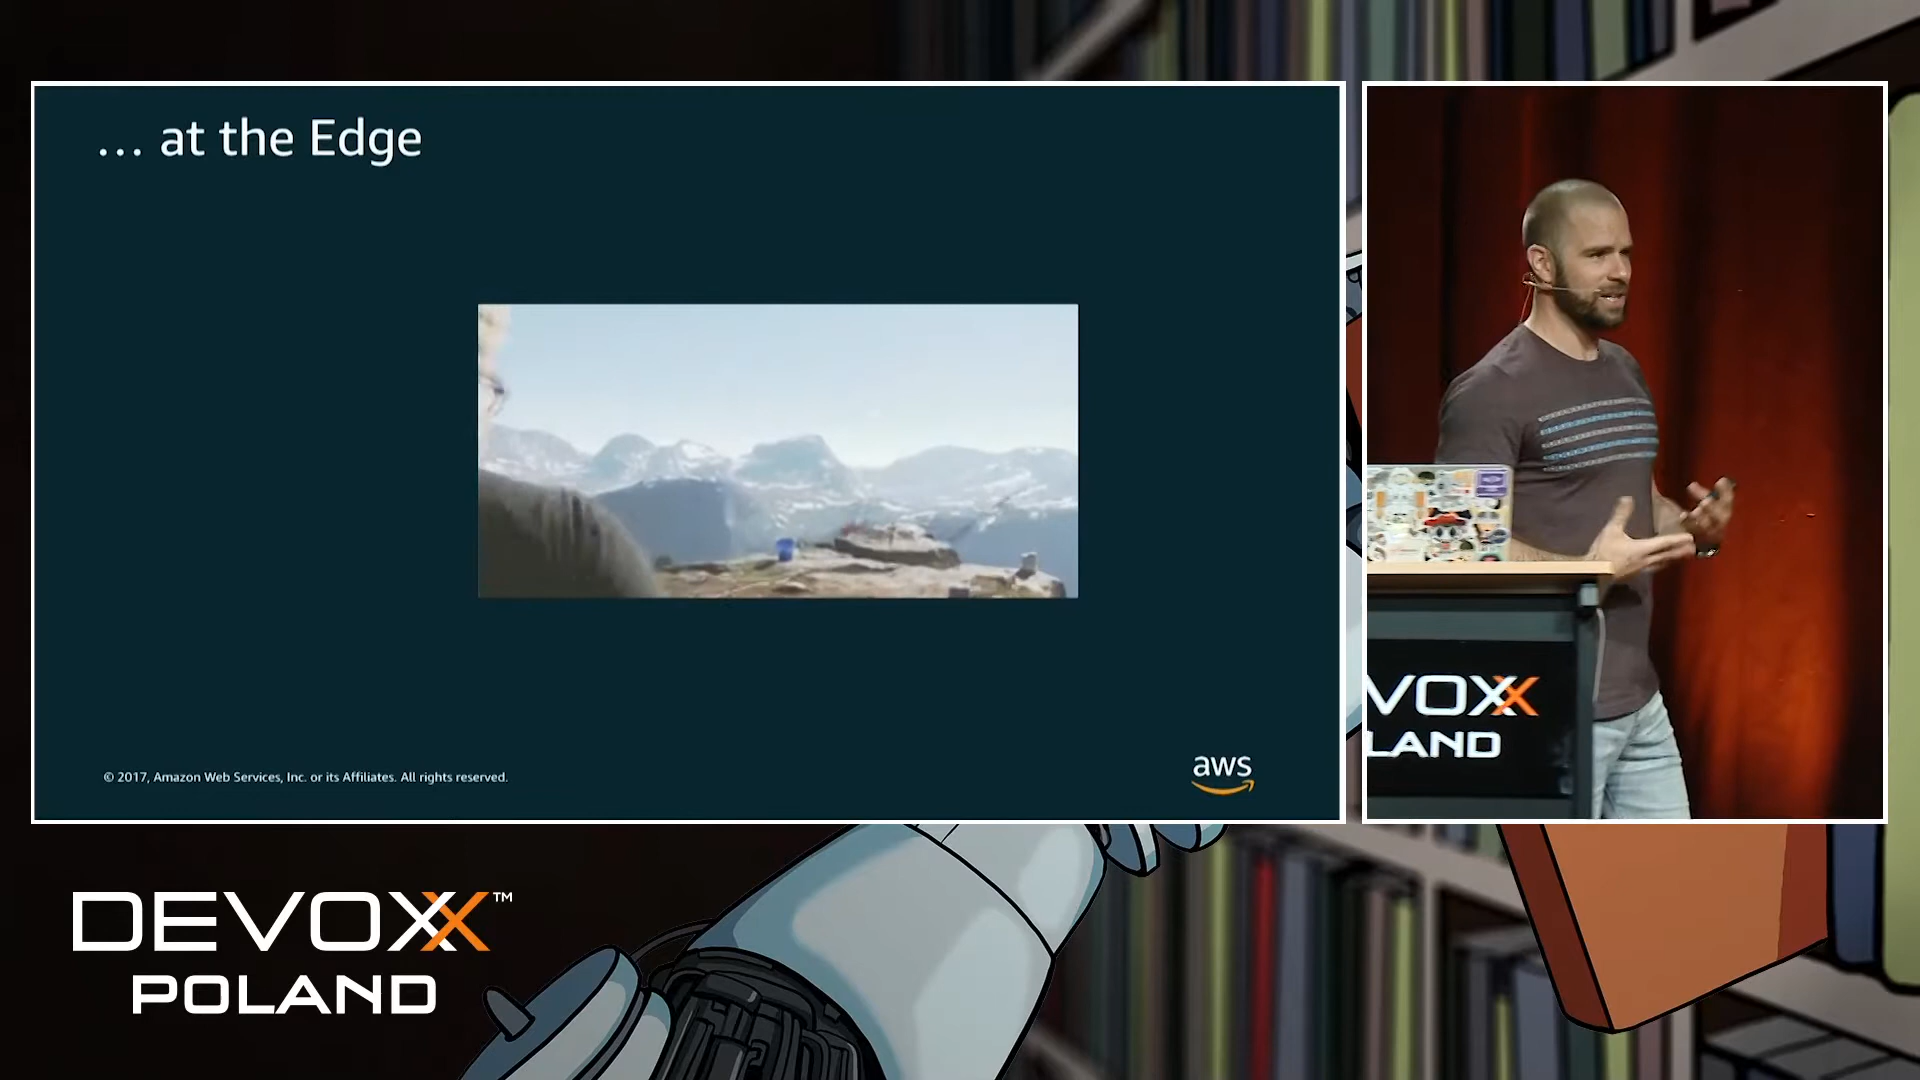 ... at the Edge
© 2017, Amazon Web Services, Inc. or its Affiliates. All rights reserved.
aws
VOXX
LAND
DEVOXX™
POLAND